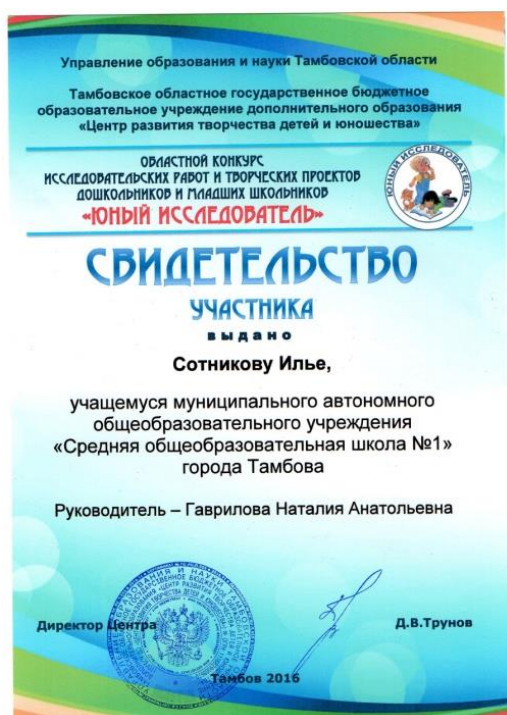 Управление образования и науки Тамбовской области
Тамбовское областное государственное бюджетное
образовательное учреждение дополнительного образования
«Центр развития творчества детей и юношества»
ОБЛАСТНОЙ КОНКУРС
ИССЛЕДОВАТЕЛЬСКИХ РАБОТ И ТВОРЧЕСКИХ ПРОЕКТОВ
ДОШКОЛЬНИКОВ И МЛАДШИХ ШКОЛЬНИКОВ
«ЮНЫЙ ИССЛЕДОВАТЕЛЬ»
ЮНЫЙ ИССЛЕДОВАТЕЛЬ
СВИДЕТЕЛЬСТВО
УЧАСТНИКА
выдано
Сотникову Илье,
учащемуся муниципального автономного
общеобразовательного учреждения
«Средняя общеобразовательная школа №1»
города Тамбова
Руководитель – Гаврилова Наталия Анатольевна
Директор Центра
Д.В.Трунов
Тамбов 2016